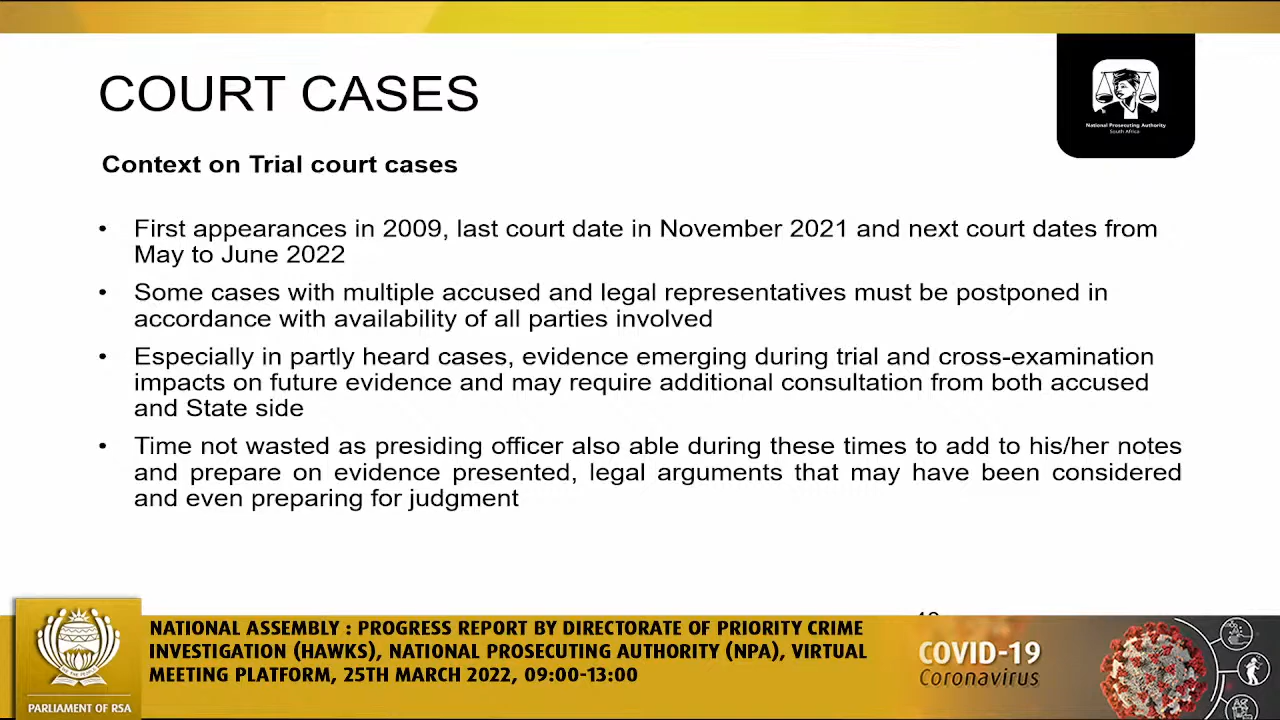 COURT CASES
National Prosecuting Authority
South Africa
Context on Trial court cases
• First appearances in 2009, last court date in November 2021 and next court dates from
May to June 2022
• Some cases with multiple accused and legal representatives must be postponed in
accordance with availability of all parties involved
• Especially in partly heard cases, evidence emerging during trial and cross-examination
impacts on future evidence and may require additional consultation from both accused
and State side
• Time not wasted as presiding officer also able during these times to add to his/her notes
and prepare on evidence presented, legal arguments that may have been considered
and even preparing for judgment
NATIONAL ASSEMBLY : PROGRESS REPORT BY DIRECTORATE OF PRIORITY CRIME
INVESTIGATION (HAWKS), NATIONAL PROSECUTING AUTHORITY (NPA), VIRTUAL
MEETING PLATFORM, 25TH MARCH 2022, 09:00-13:00
PARLIAMENT OF RSA
COVID-19
Coronavirus